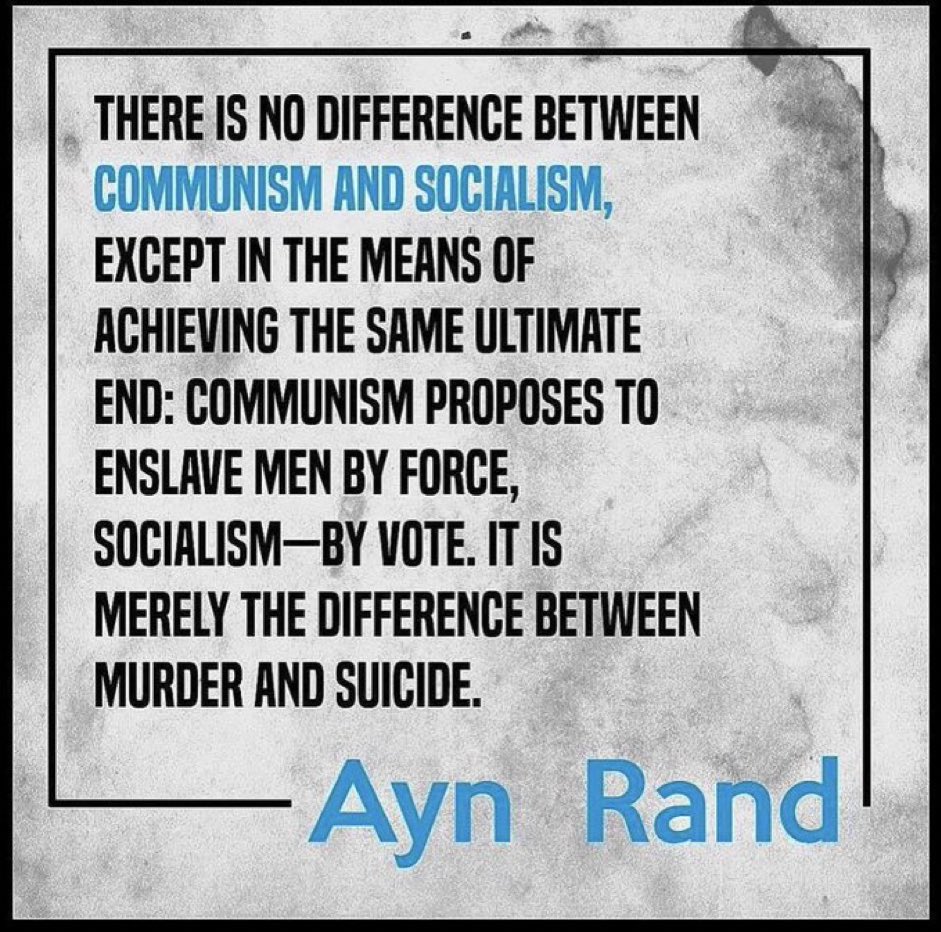 THERE IS NO DIFFERENCE BETWEEN
COMMUNISM AND SOCIALISM,
EXCEPT IN THE MEANS OF
ACHIEVING THE SAME ULTIMATE
END: COMMUNISM PROPOSES TO
ENSLAVE MEN BY FORCE,
SOCIALISM—BY VOTE. IT IS
MERELY THE DIFFERENCE BETWEEN
MURDER AND SUICIDE.
Ayn Rand